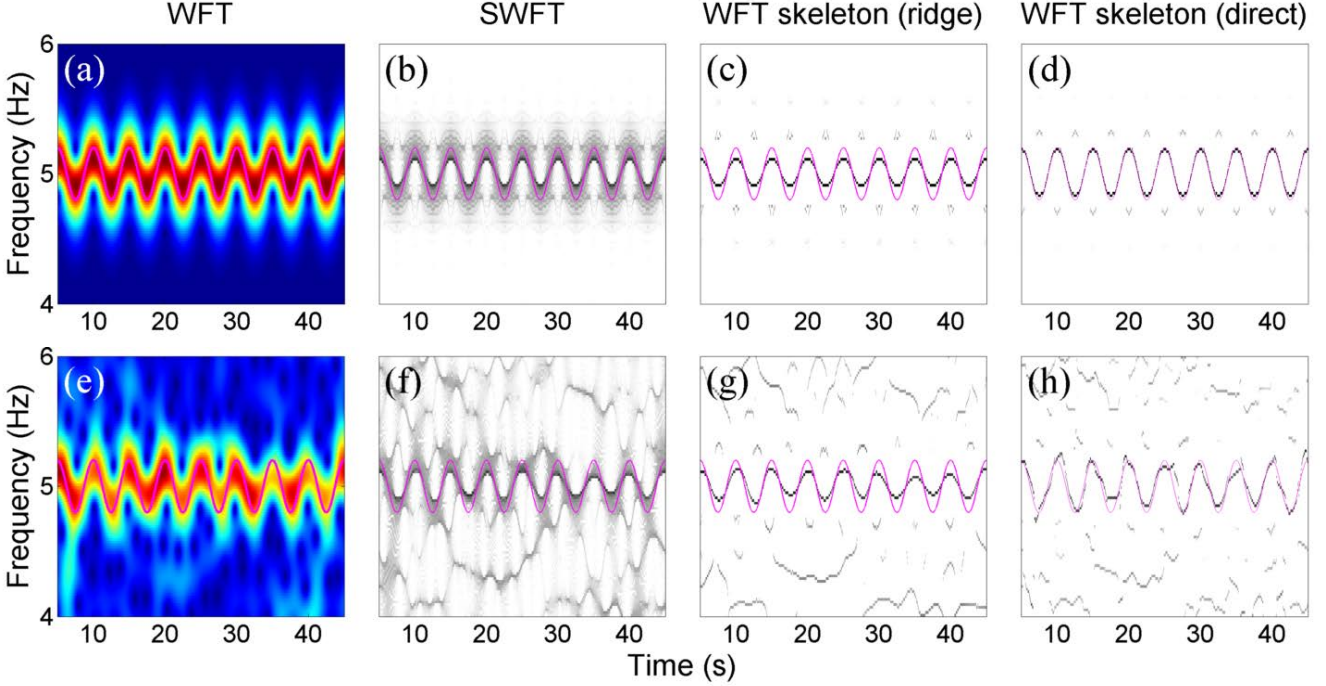 WFT SWFT WFT skeleton (ridge) WFT skeleton (direct)
6
5
4
Frequency (Hz)
(a) (b) (c) (d)
10 20 30 40 10 20 30 40 10 20 30 40 10 20 30 40
6
5
4
Frequency (Hz)
(e) (f) (g) (h)
10 20 30 40 10 20 30 40 10 20 30 40 10 20 30 40
Time (s)